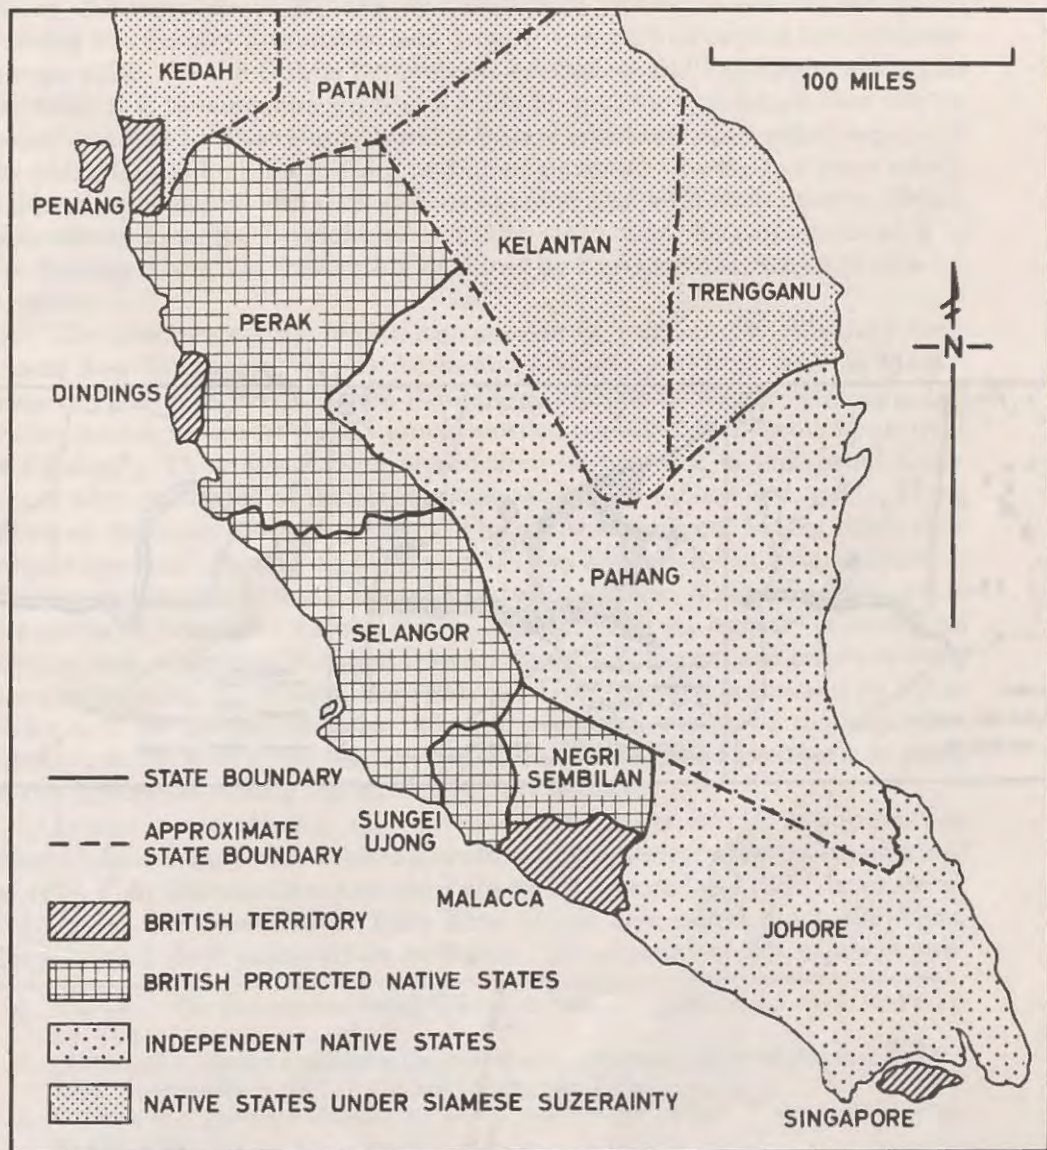 KEDAH
PATANI
100 MILES
PENANG
KELANTAN
TRENGGANU
PERAK
N
DINDINGS
PAHANG
SELANGOR
NEGRI
SEMBILAN
STATE BOUNDARY
SUNGEI
UJONG
APPROXIMATE
STATE BOUNDARY
MALACCA
BRITISH TERRITORY
JOHORE
BRITISH PROTECTED NATIVE STATES
INDEPENDENT NATIVE STATES
NATIVE STATES UNDER SIAMESE SUZERAINTY
SINGAPORE